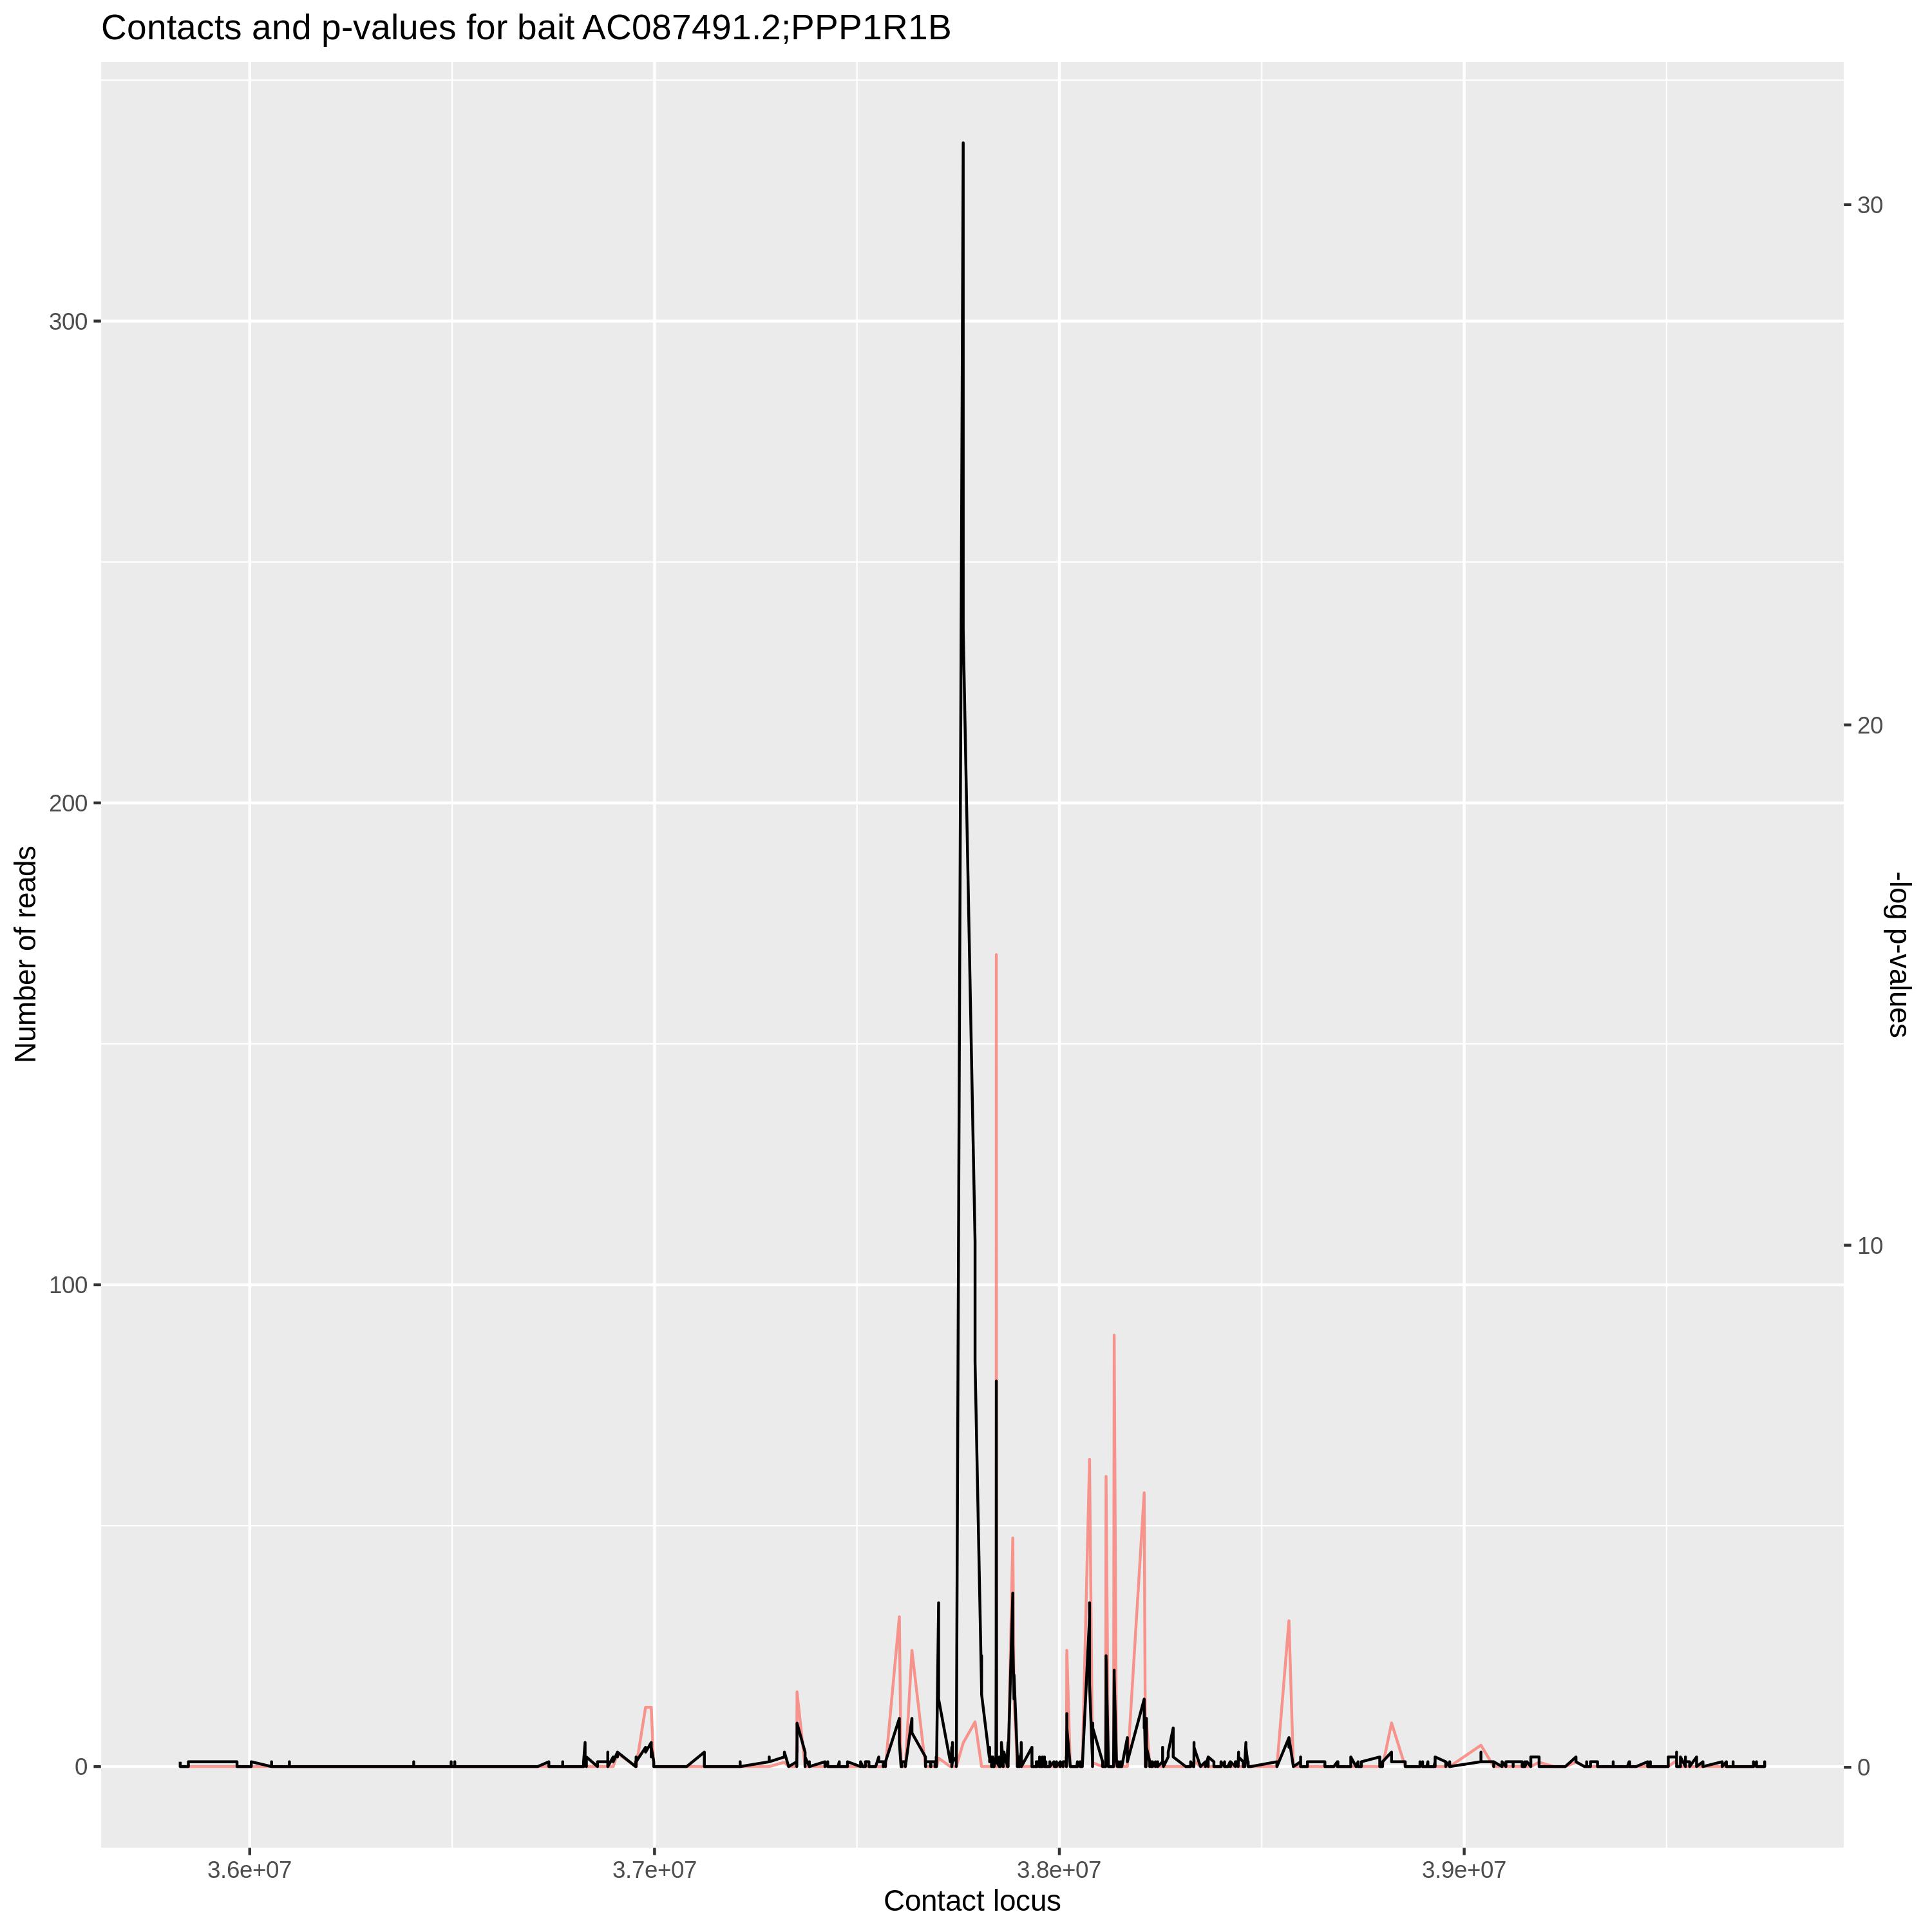 Contacts and p-values for bait AC087491.2;PPP1R1B
300
200
100
0
Number of reads
30
20
10
0
-log p-values
3.6e+07
3.7e+07
3.8e+07
3.9e+07
Contact locus